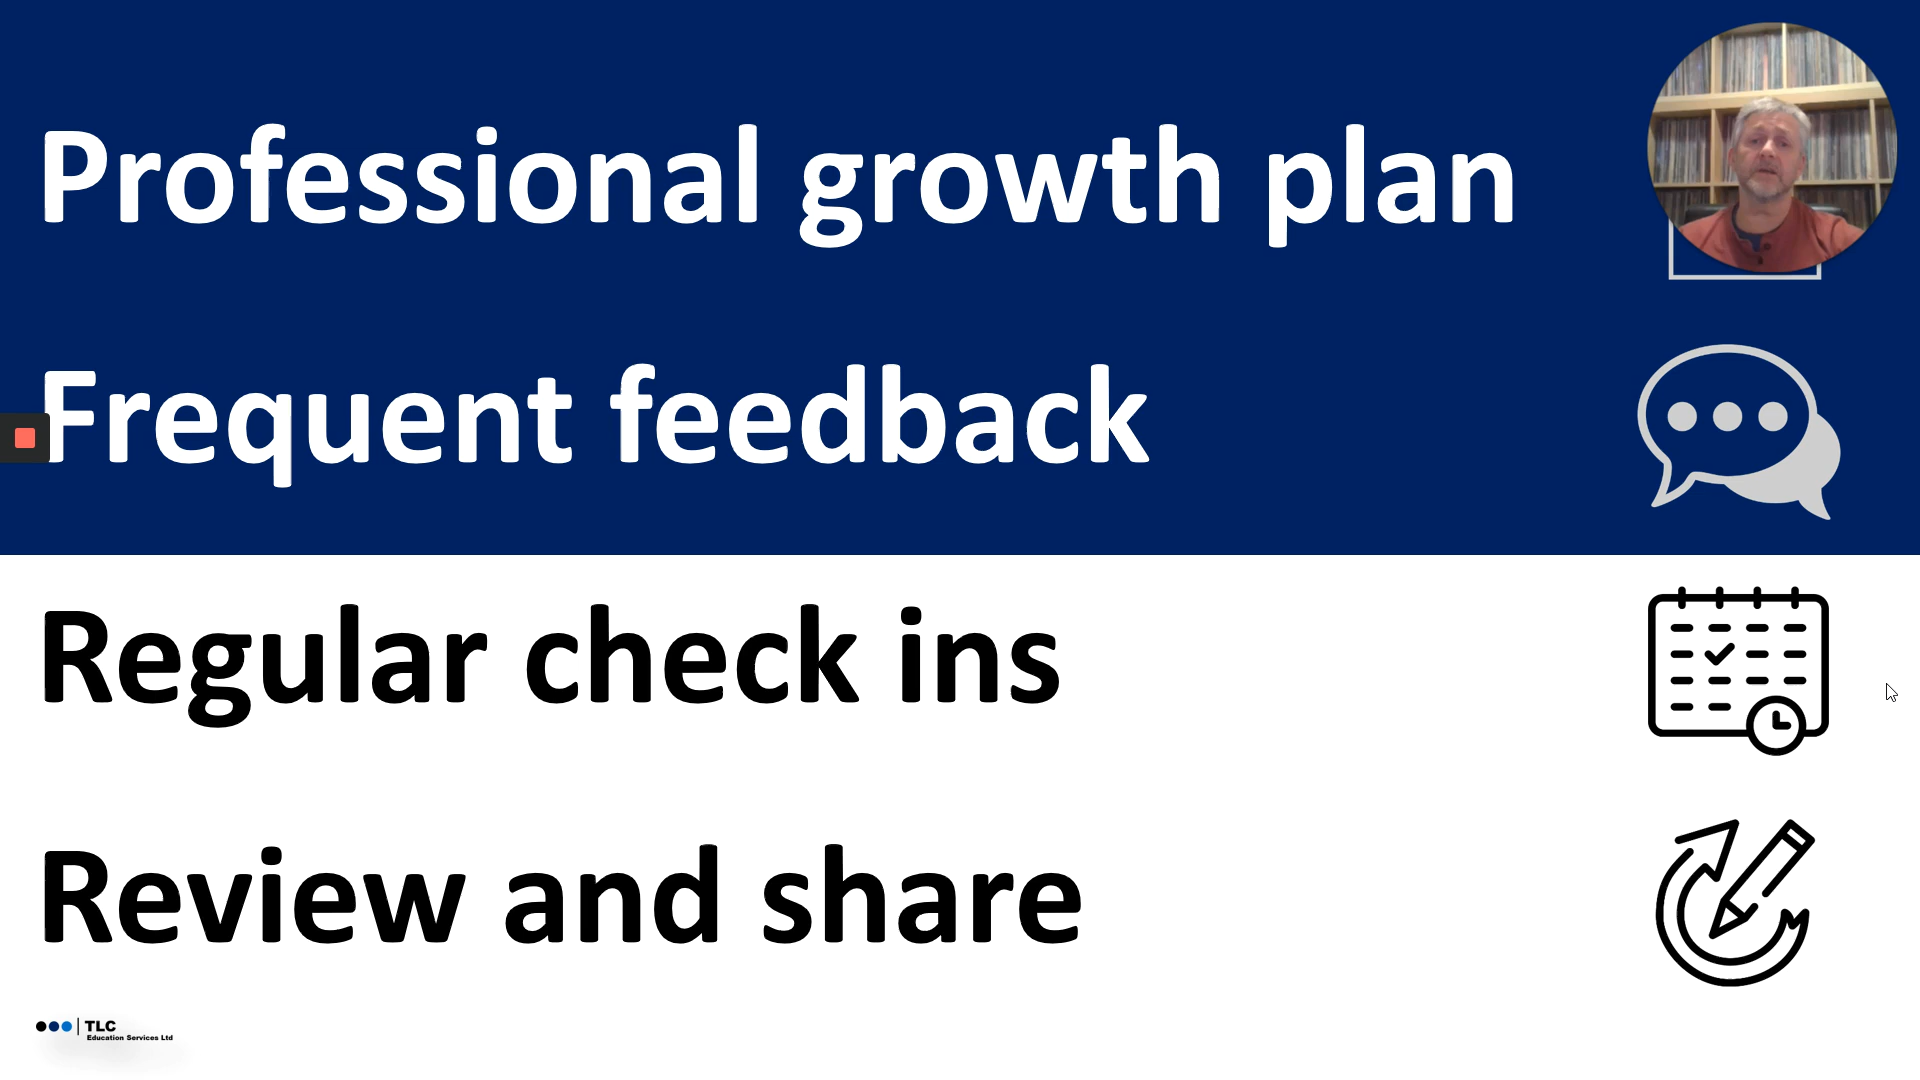 Professional growth plan
Frequent feedback
Regular check ins
Review and share
TLC
Education Services Ltd